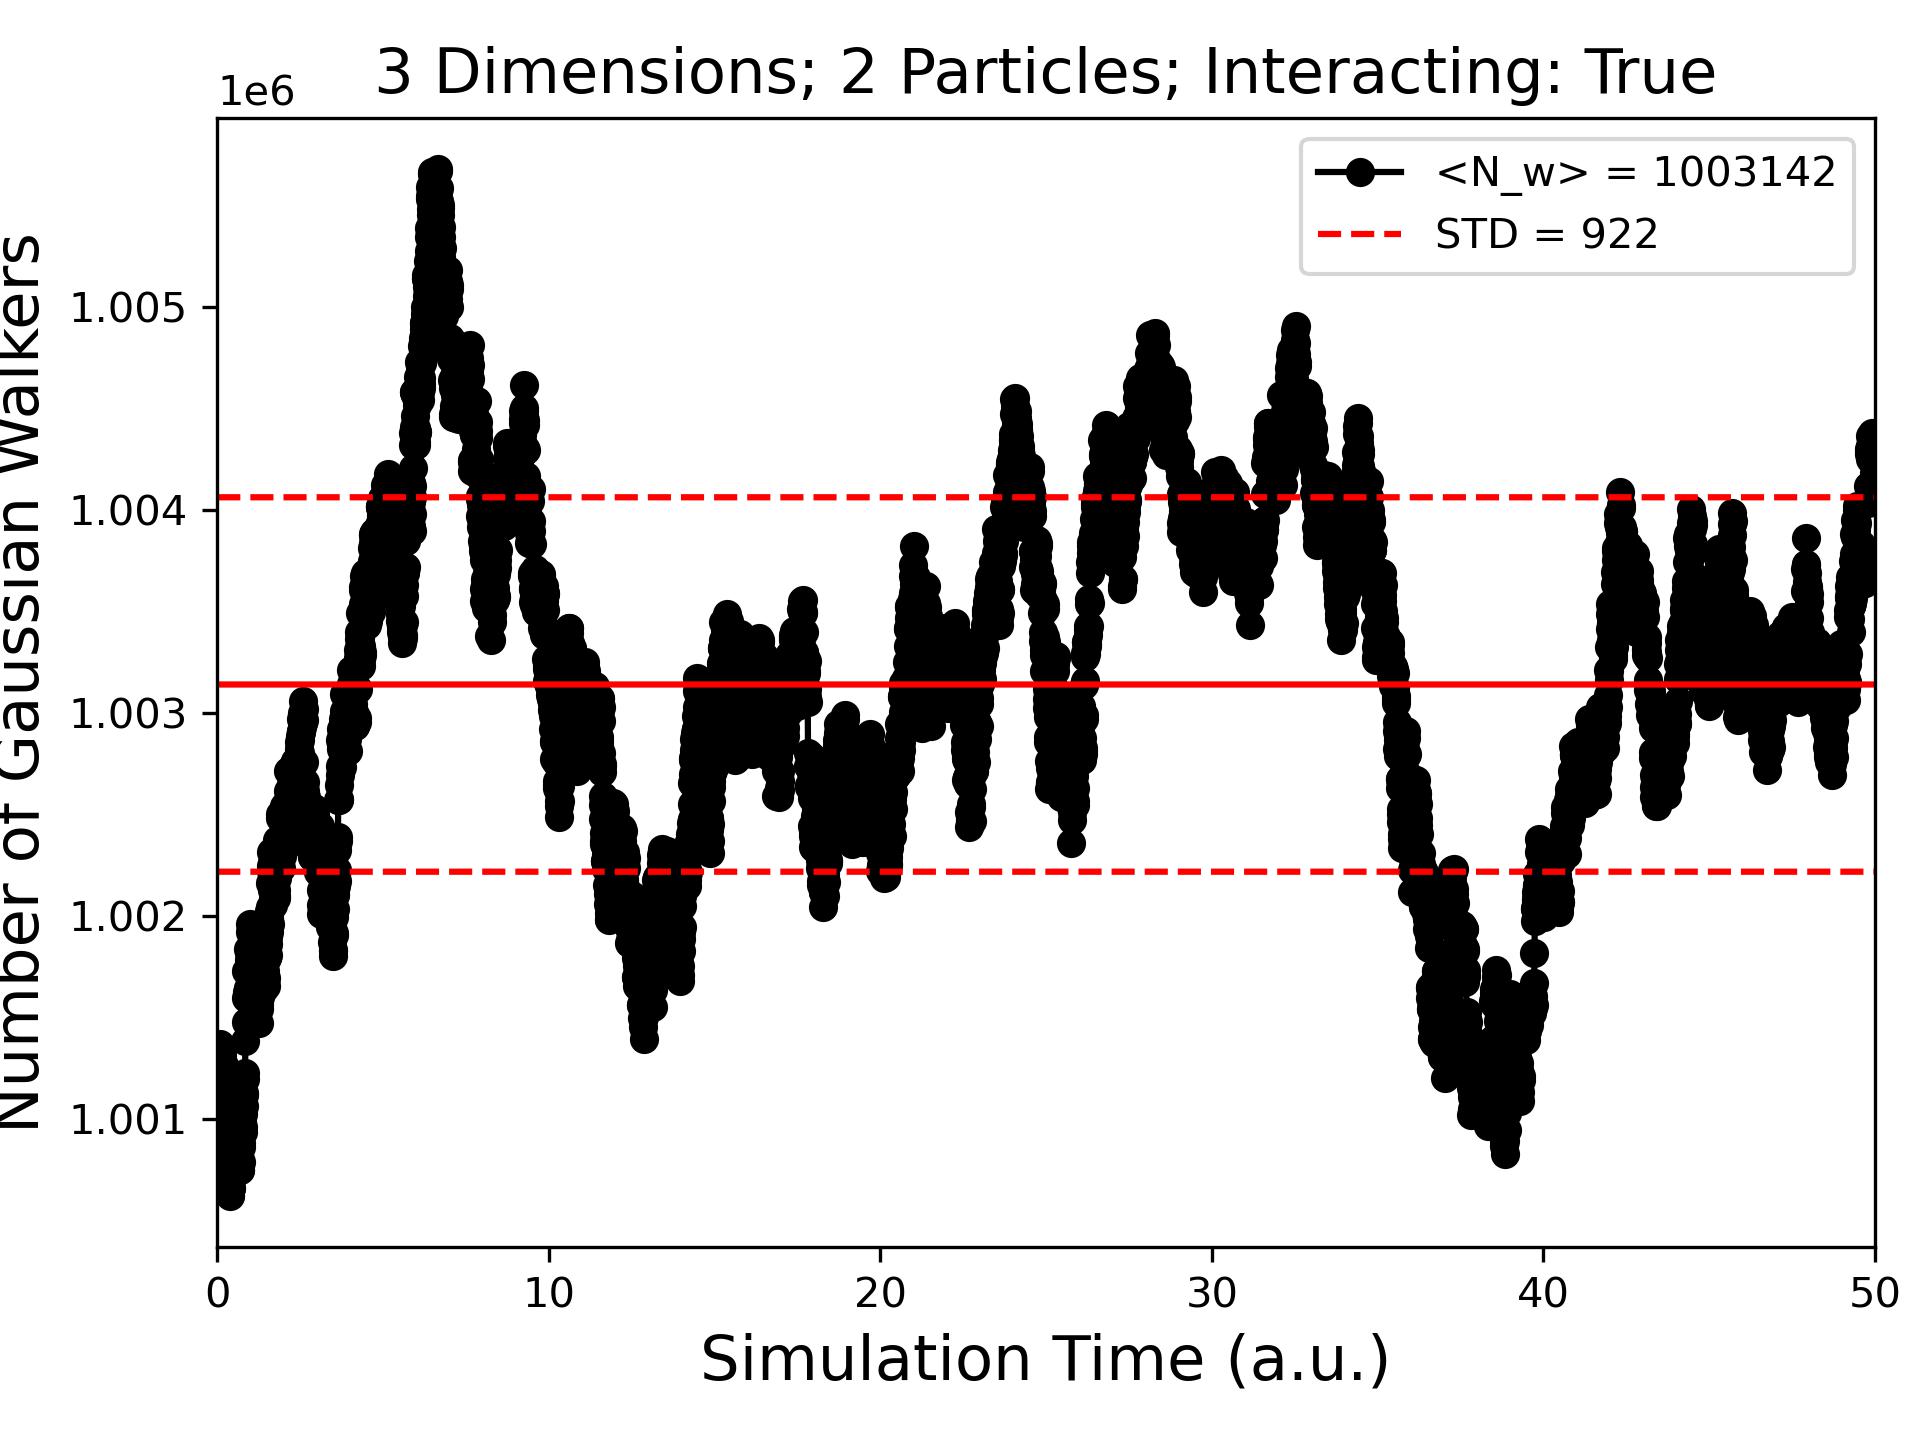 3 Dimensions; 2 Particles; Interacting: True
1e6
<N_w> = 1003142
STD = 922
Number of Gaussian Walkers
1.005
1.004
1.003
1.002
1.001
0 10 20 30 40 50
Simulation Time (a.u.)